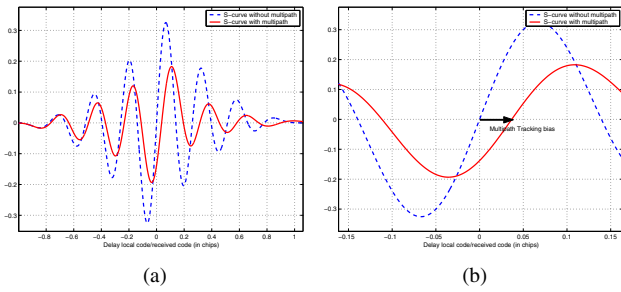 S-curve without multipath
S-curve with multipath
0.3
0.2
0.1
0
-0.1
-0.2
-0.3
-0.8 -0.6 -0.4 -0.2 0 0.2 0.4 0.6 0.8 1
Delay local code/received code (in chips)
(a)
S-curve without multipath
S-curve with multipath
0.3
0.2
0.1
0
-0.1
-0.2
-0.3
Multipath Tracking bias
-0.15 -0.1 -0.05 0 0.05 0.1 0.15
Delay local code/received code (in chips)
(b)